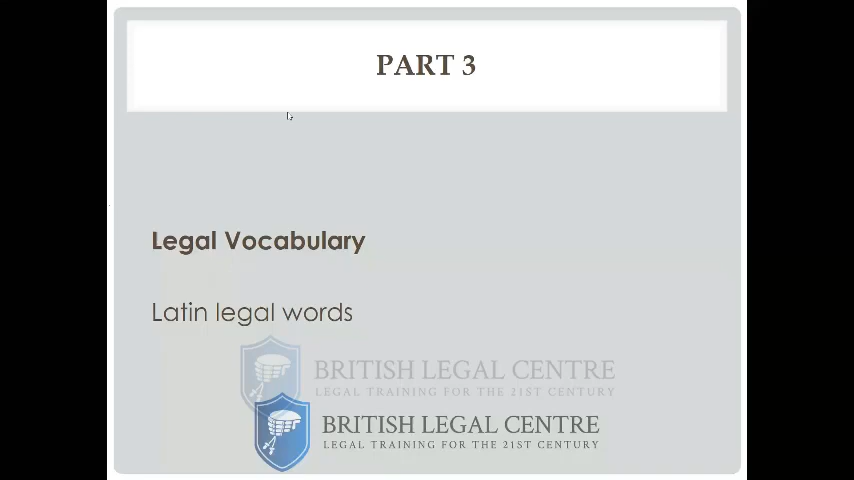 PART 3
Legal Vocabulary
Latin legal words
BRITISH LEGAL CENTRE
LEGAL TRAINING FOR THE 21ST CENTURY
BRITISH LEGAL CENTRE
LEGAL TRAINING FOR THE 21ST CENTURY